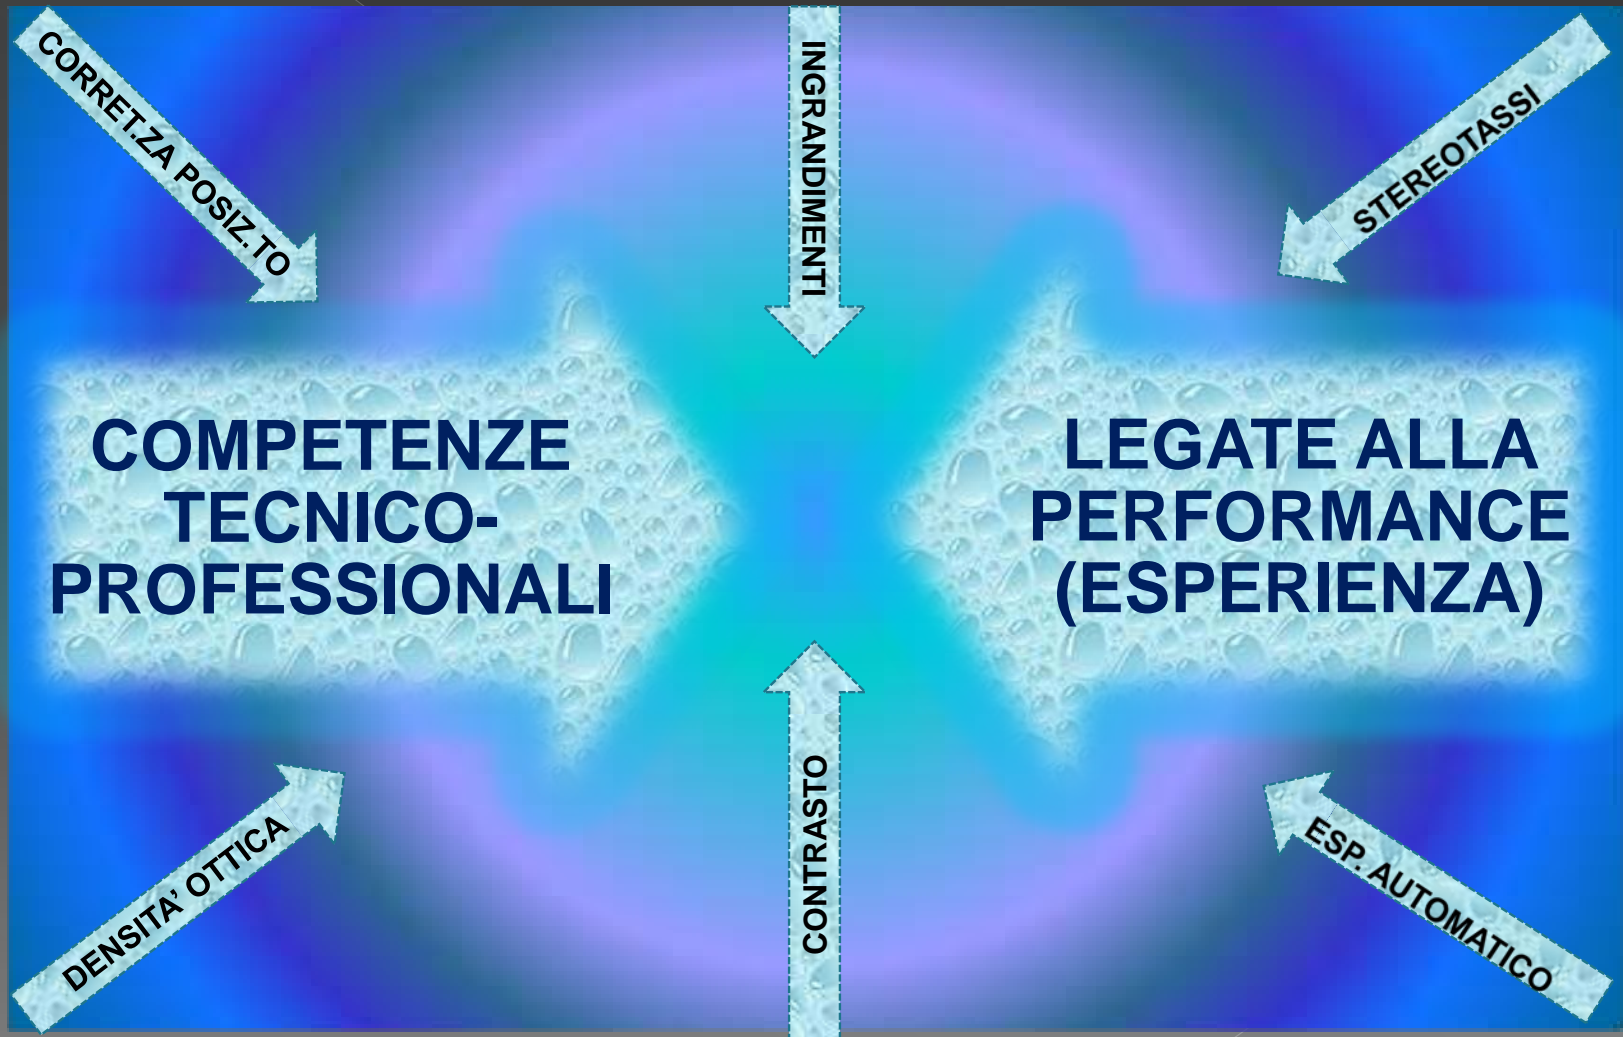 CORRET.ZA POSIZ.TO
INGRANDIMENTI
STEREOTASSI
COMPETENZE
TECNICO-
PROFESSIONALI
LEGATE ALLA
PERFORMANCE
(ESPERIENZA)
DENSITA' OTTICA
CONTRASTO
ESP. AUTOMATICO